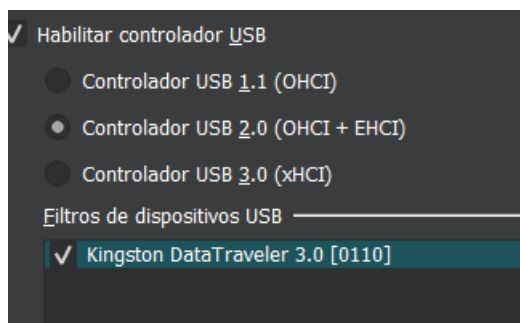 Habilitar controlador USB
Controlador USB 1.1 (OHCI)
Controlador USB 2.0 (OHCI + EHCI)
Controlador USB 3.0 (xHCI)
Filtros de dispositivos USB
Kingston DataTraveler 3.0 [0110]